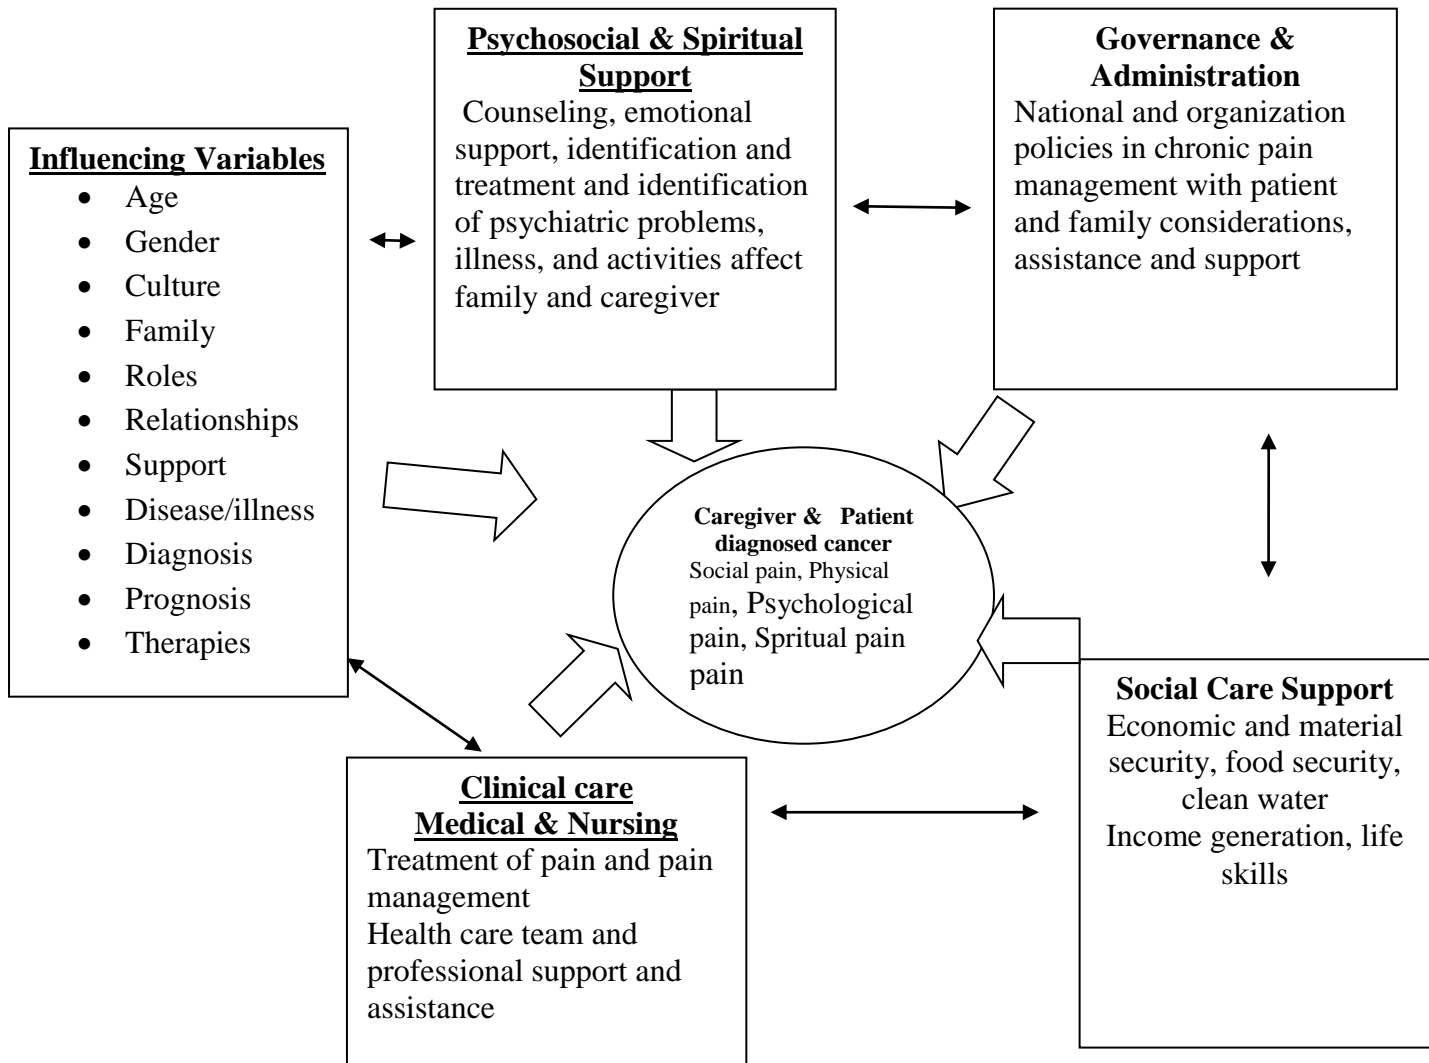 Psychosocial & Spiritual
Support
Counseling, emotional
support, identification and
treatment and identification
of psychiatric problems,
illness, and activities affect
family and caregiver
Governance &
Administration
National and organization
policies in chronic pain
management with patient
and family considerations,
assistance and support
Influencing Variables
• Age
• Gender
• Culture
• Family
• Roles
• Relationships
• Support
• Disease/illness
• Diagnosis
• Prognosis
• Therapies
Caregiver & Patient
diagnosed cancer
Social pain, Physical
pain, Psychological
pain, Spritual pain
pain
Social Care Support
Economic and material
security, food security,
clean water
Income generation, life
skills
Clinical care
Medical & Nursing
Treatment of pain and pain
management
Health care team and
professional support and
assistance